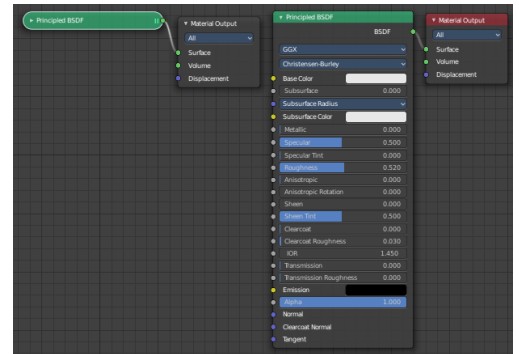 Principled BSDF
Material Output
All
Surface
Volume
Displacement
Principled BSDF
BSDF
GGX
Christensen-Burley
Base Color
Subsurface 0.000
Subsurface Radius
Subsurface Color
Metallic 0.000
Specular 0.500
Specular Tint 0.000
Roughness 0.520
Anisotropic 0.000
Anisotropic Rotation 0.000
Sheen 0.000
Sheen Tint 0.500
Clearcoat 0.000
Clearcoat Roughness 0.030
IOR 1.450
Transmission 0.000
Transmission Roughness 0.000
Emission
Alpha 1.000
Normal
Clearcoat Normal
Tangent
Material Output
All
Surface
Volume
Displacement